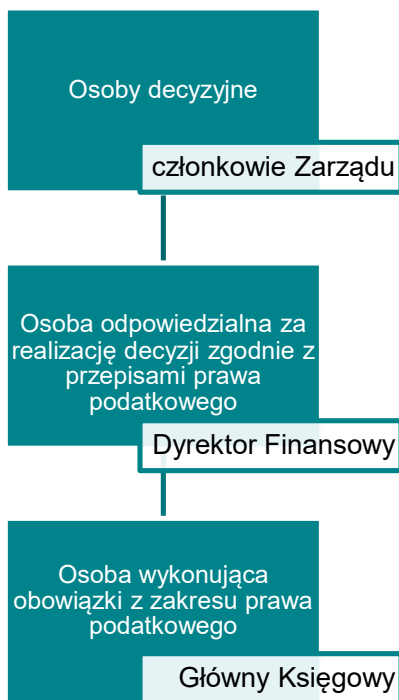 Osoby decyzyjne
członkowie Zarządu
Osoba odpowiedzialna za
realizację decyzji zgodnie z
przepisami prawa
podatkowego
Dyrektor Finansowy
Osoba wykonująca
obowiązki z zakresu prawa
podatkowego
Główny Księgowy